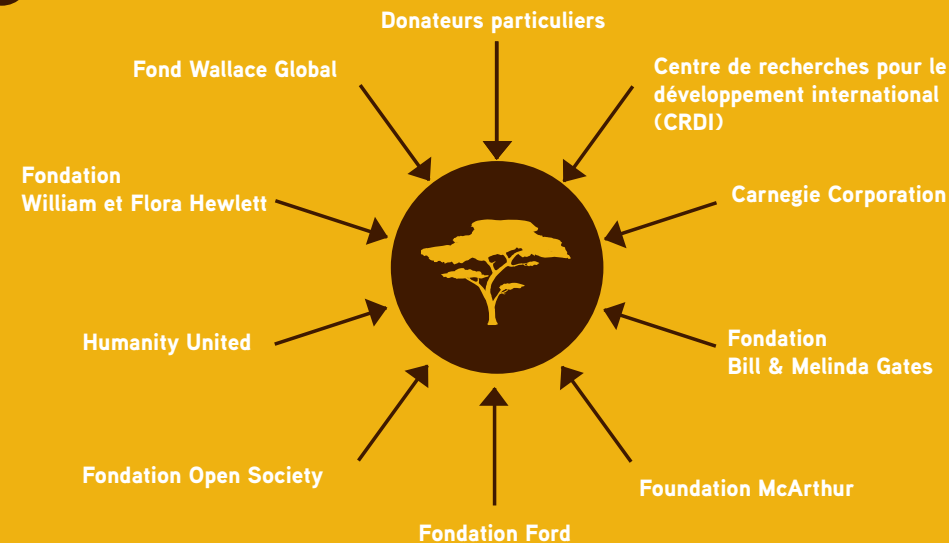 Donateurs particuliers
Fond Wallace Global
Centre de recherches pour le
développement international
(CRDI)
Fondation
William et Flora Hewlett
Carnegie Corporation
Humanity United
Fondation
Bill & Melinda Gates
Fondation Open Society
Foundation McArthur
Fondation Ford